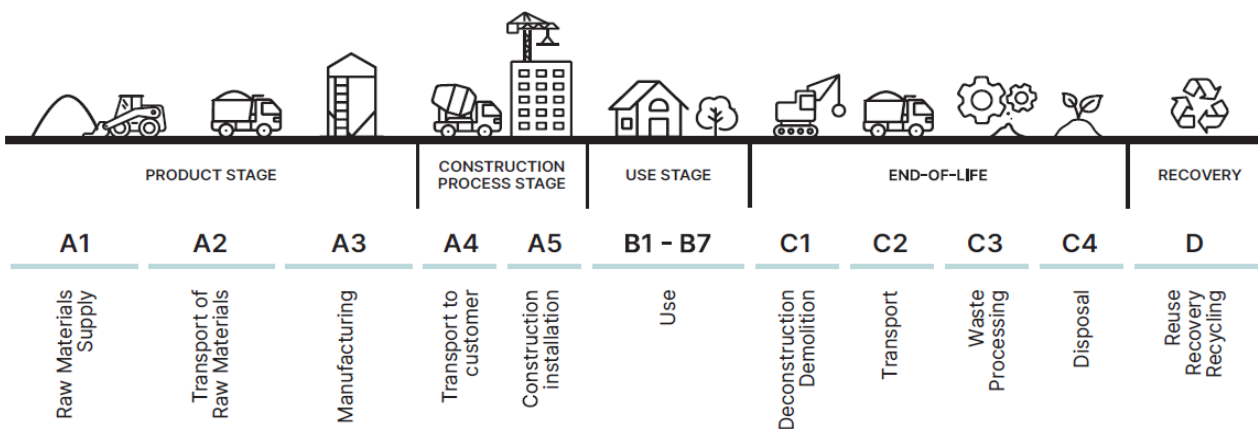 PRODUCT STAGE
CONSTRUCTION
PROCESS STAGE
USE STAGE
END-OF-LIFE
RECOVERY
A1
A2
A3
A4
A5
B1 - B7
C1
C2
C3
C4
D
Raw Materials
Supply
Transport of
Raw Materials
Manufacturing
Transport to
customer
Construction
installation
Use
Deconstruction
Demolition
Transport
Waste
Processing
Disposal
Reuse
Recovery
Recycling